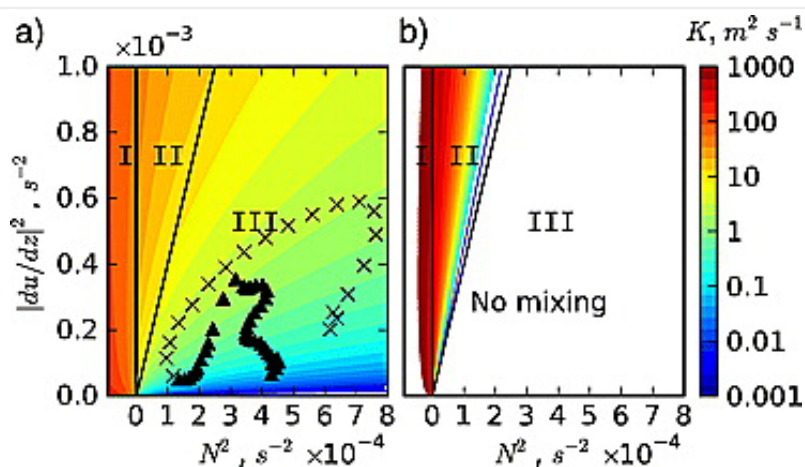 a) ×10⁻³ b) K, m² s⁻¹
1.0 1000
0.8 100
I II I II
0.6 10
III III
0.4 1
No mixing
0.2 0.1
0.01
0.0 0.001
|du/dz|² , s⁻²
0 1 2 3 4 5 6 7 8 0 1 2 3 4 5 6 7 8
N² , s⁻² ×10⁻⁴ N² , s⁻² ×10⁻⁴